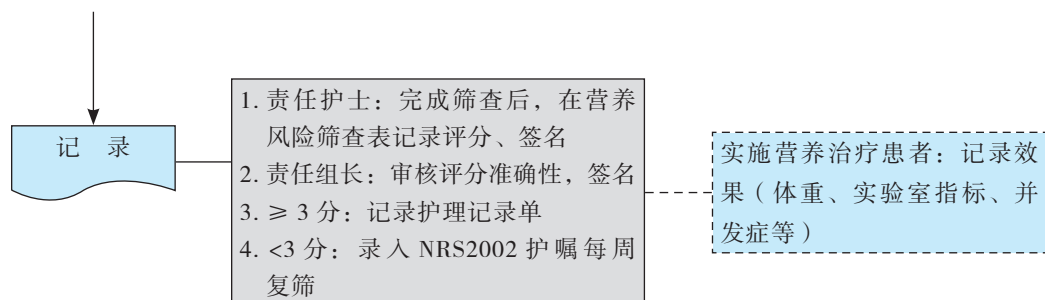 记 录
1. 责任护士：完成筛查后，在营养
风险筛查表记录评分、签名
2. 责任组长：审核评分准确性，签名
3. ≥ 3 分：记录护理记录单
4. <3 分：录入 NRS2002 护嘱每周
复筛
实施营养治疗患者：记录效
果（体重、实验室指标、并
发症等）